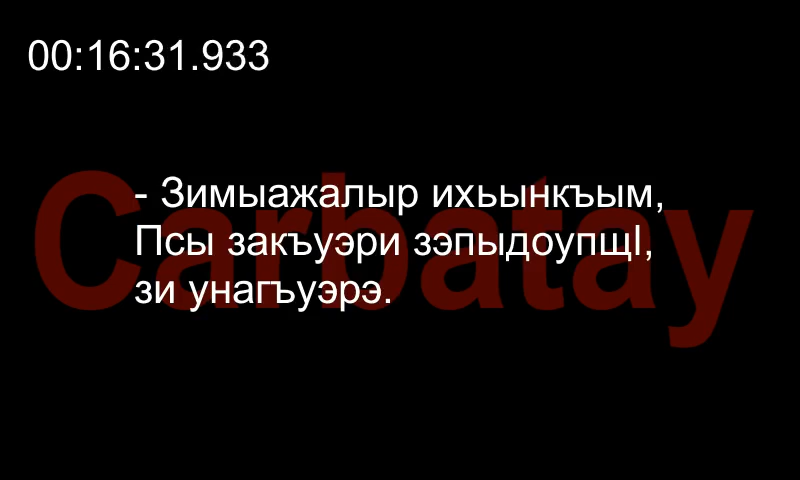 00:16:31.933
Carbatay
- Зимыажалыр ихьынкъым,
Псы закъуэри зэпыдоупщI,
зи унагъуэрэ.